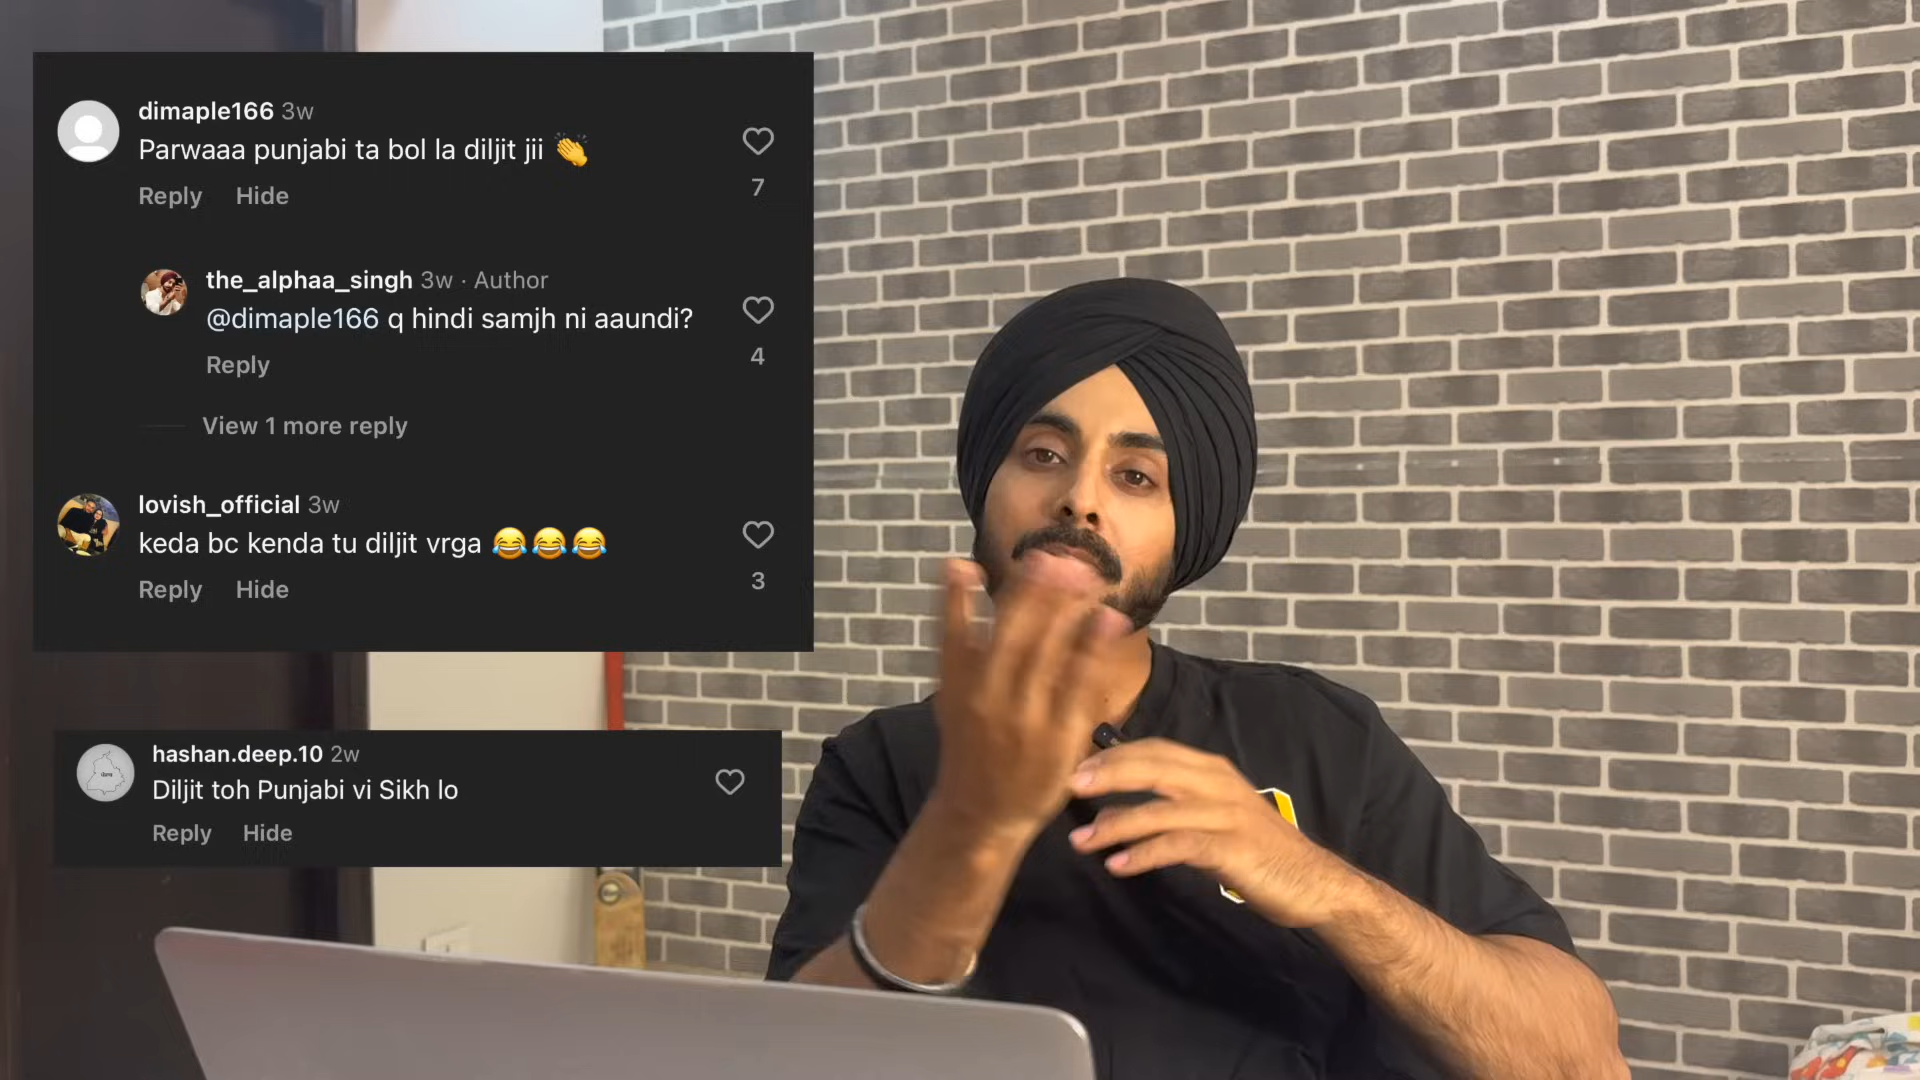 dimaple166 3w
Parwaaa punjabi ta bol la diljit jii 👏
7
Reply Hide
the_alphaa_singh 3w · Author
@dimaple166 q hindi samjh ni aaundi?
4
Reply
View 1 more reply
lovish_official 3w
keda bc kenda tu diljit vrga 😂😂😂
3
Reply Hide
hashan.deep.10 2w
Diljit toh Punjabi vi Sikh lo
Reply Hide